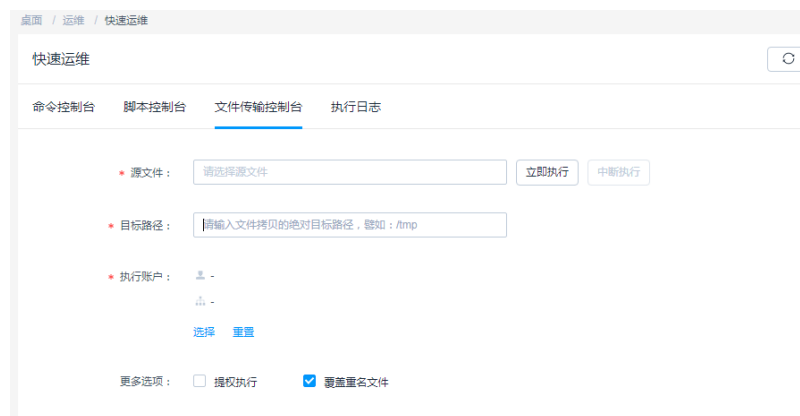 桌面 / 运维 / 快速运维
快速运维
命令控制台 脚本控制台 文件传输控制台 执行日志
* 源文件： 请选择源文件 立即执行 中断执行
* 目标路径： 请输入文件拷贝的绝对目标路径，譬如：/tmp
* 执行账户： -
-
选择 重置
更多选项： 提权执行 覆盖重名文件